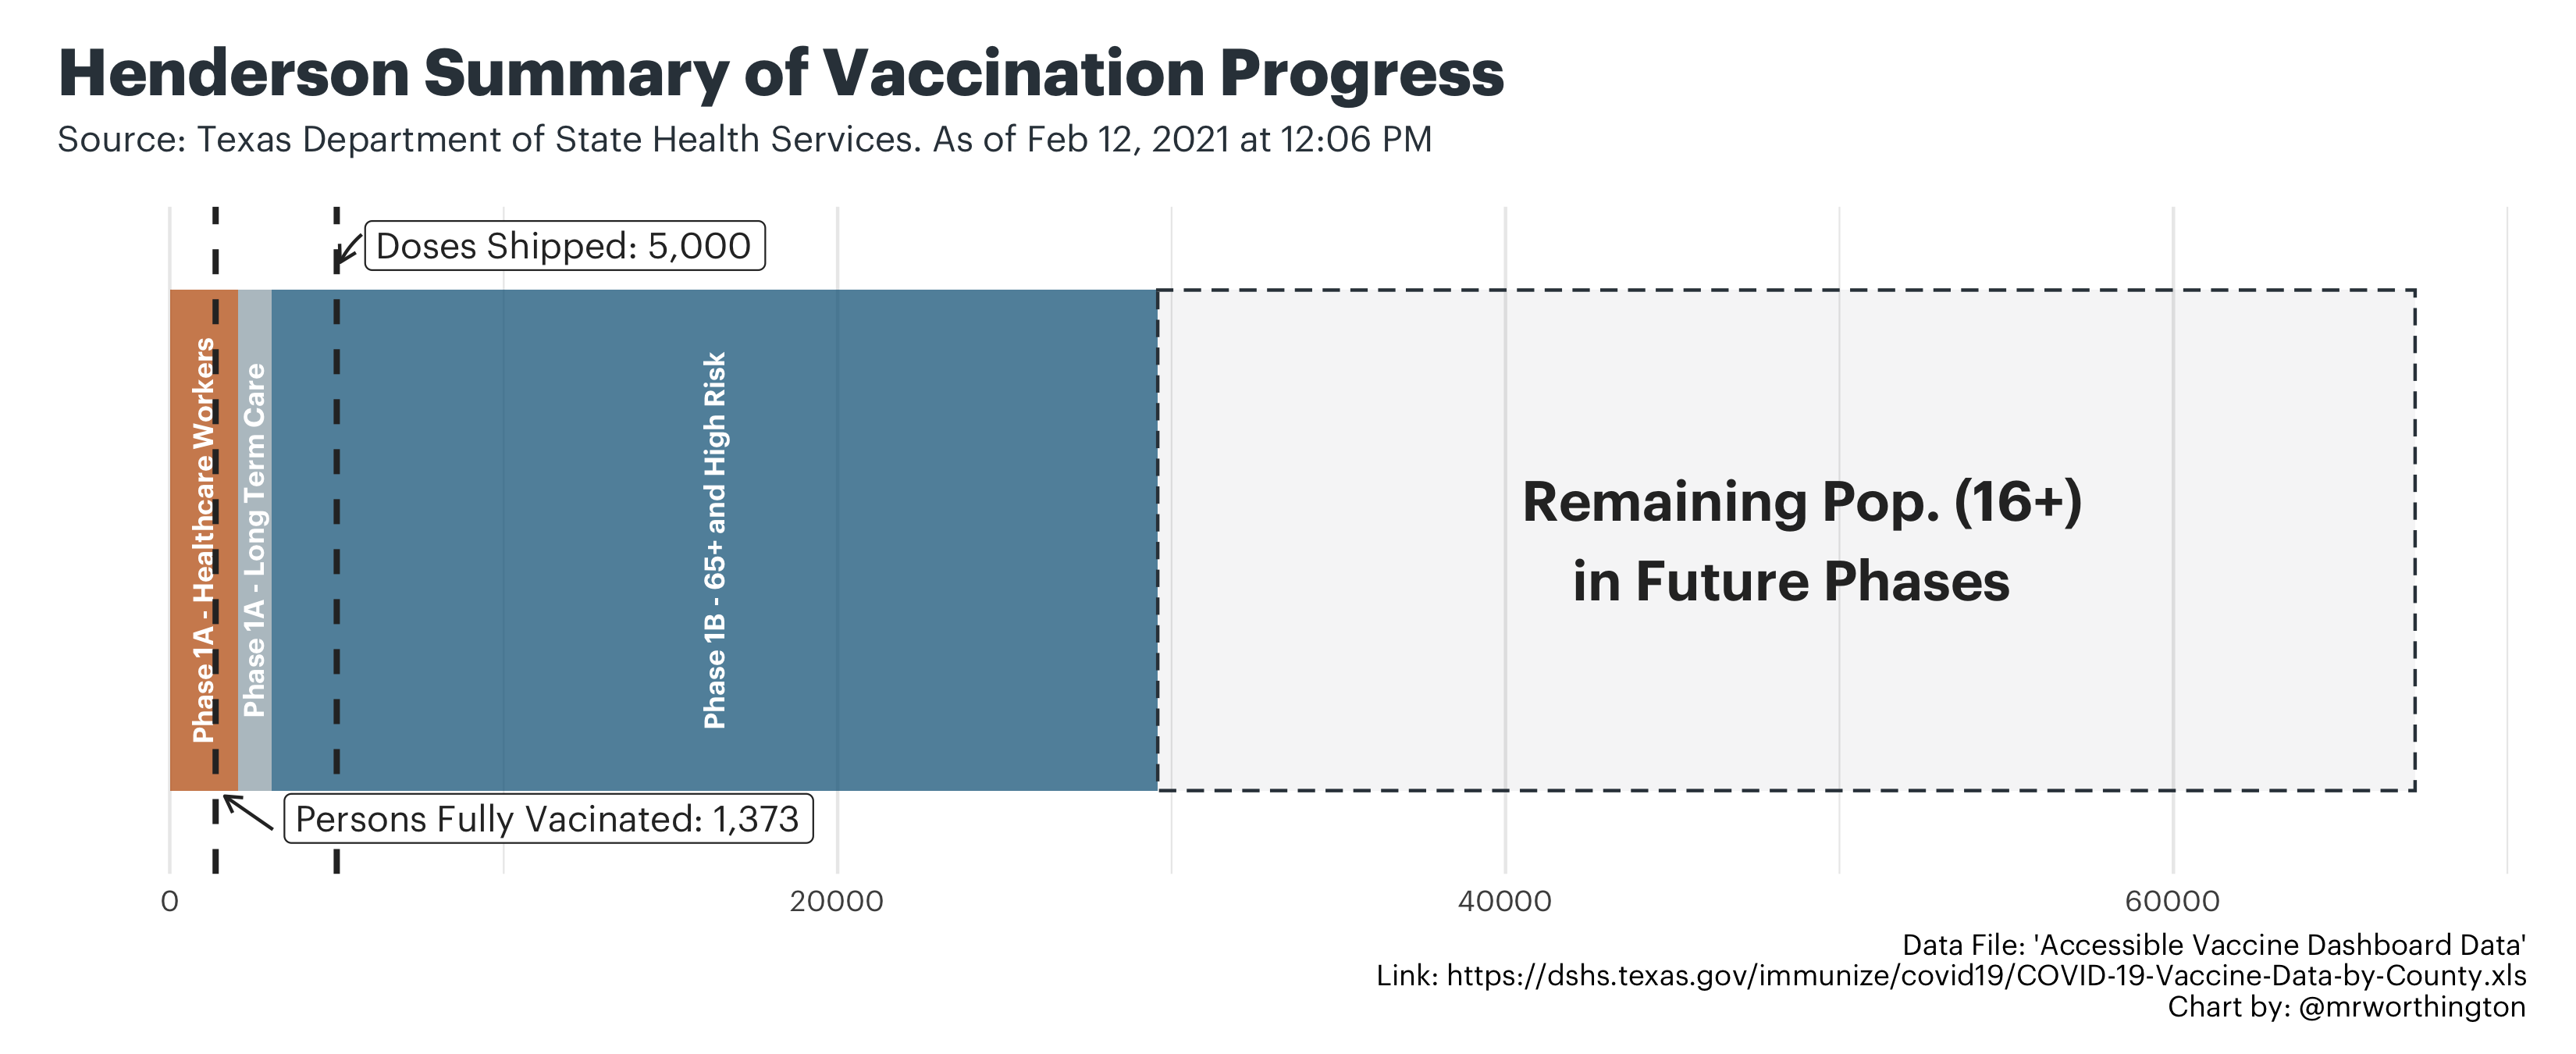 Henderson Summary of Vaccination Progress
Source: Texas Department of State Health Services. As of Feb 12, 2021 at 12:06 PM
Doses Shipped: 5,000
Phase 1A - Healthcare Workers
Phase 1A - Long Term Care
Phase 1B - 65+ and High Risk
Remaining Pop. (16+)
in Future Phases
Persons Fully Vacinated: 1,373
0
20000
40000
60000
Data File: 'Accessible Vaccine Dashboard Data'
Link: https://dshs.texas.gov/immunize/covid19/COVID-19-Vaccine-Data-by-County.xls
Chart by: @mrworthington